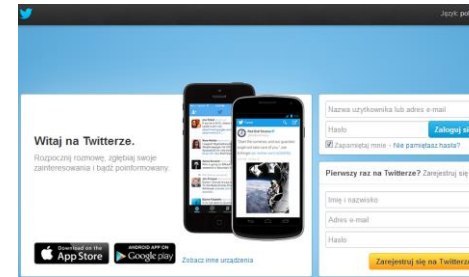 Język: pol
Witaj na Twitterze.
Rozpocznij rozmowę, zgłębiaj swoje
zainteresowania i bądź poinformowany.
Download on the
App Store
ANDROID APP ON
Google play
Zobacz inne urządzenia
Nazwa użytkownika lub adres e-mail
Hasło
Zaloguj si
Zapamiętaj mnie · Nie pamiętasz hasła?
Pierwszy raz na Twitterze? Zarejestruj się
Imię i nazwisko
Adres e-mail
Hasło
Zarejestruj się na Twitterz